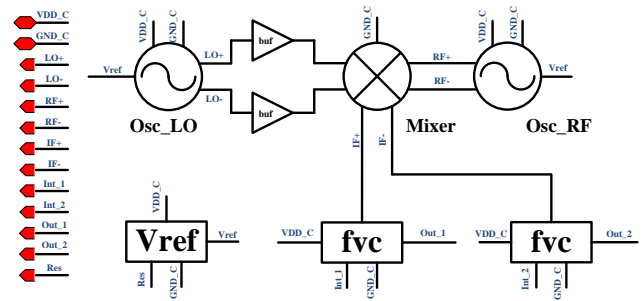 VDD_C
GND_C
LO+
LO-
RF+
RF-
IF+
IF-
Int_1
Int_2
Out_1
Out_2
Res
VDD_C
GND_C
Vref
LO+
LO-
Osc_LO
buf
buf
GND_C
Mixer
RF+
RF-
VDD_C
GND_C
Vref
Osc_RF
IF+
IF-
VDD_C
Vref
Vref
Res
GND_C
VDD_C
fvc
Out_1
Int_1
GND_C
VDD_C
fvc
Out_2
Int_2
GND_C